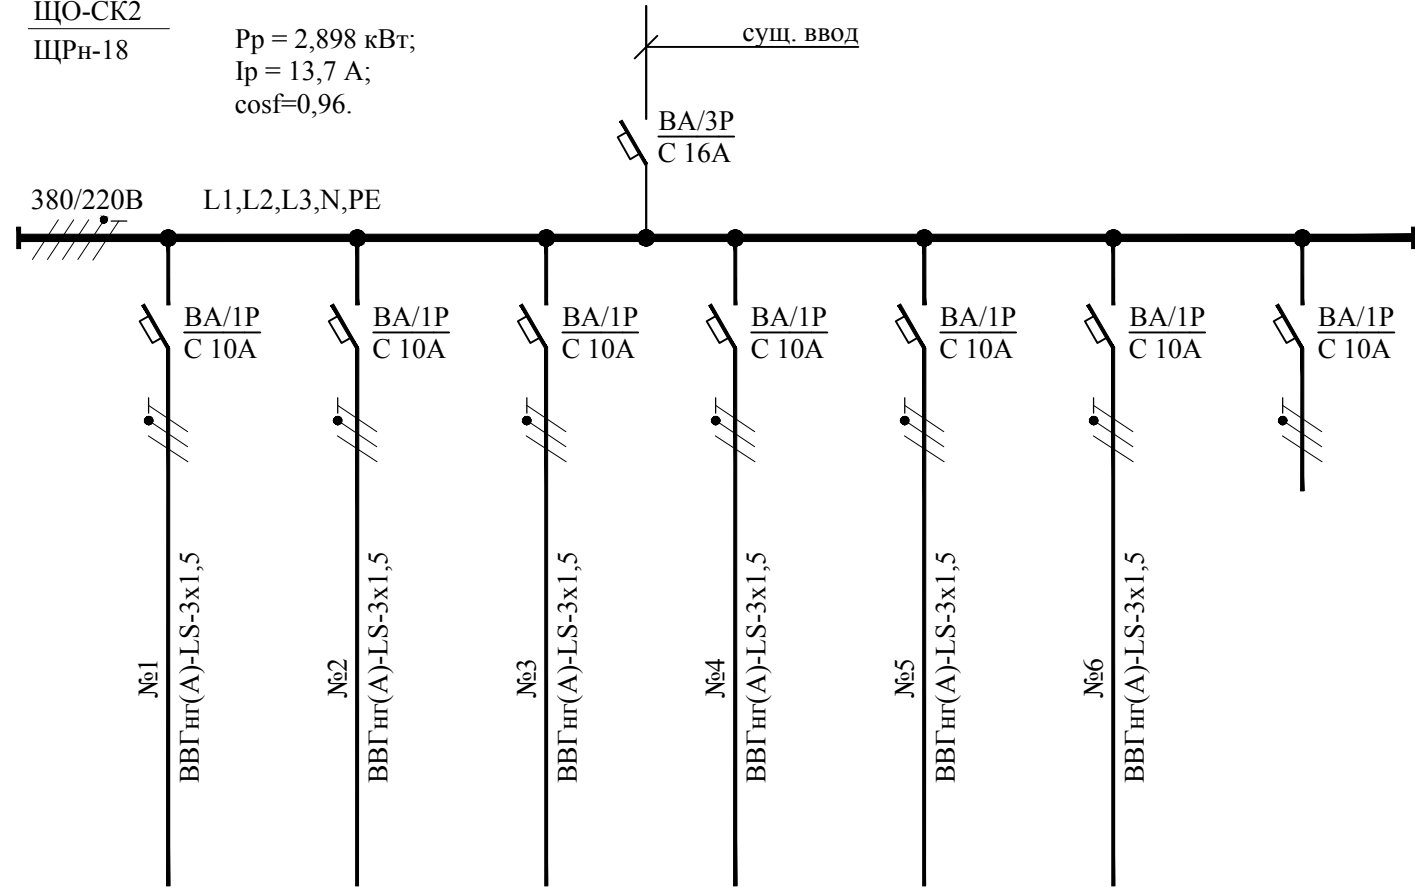 ЩО-СК2
ЩРн-18
Рр = 2,898 кВт;
Iр = 13,7 А;
cosf=0,96.
сущ. ввод
ВА/3Р
С 16А
380/220В
L1,L2,L3,N,PE
ВА/1Р
С 10А
ВА/1Р
С 10А
ВА/1Р
С 10А
ВА/1Р
С 10А
ВА/1Р
С 10А
ВА/1Р
С 10А
ВА/1Р
С 10А
№1
ВВГнг(А)-LS-3х1,5
№2
ВВГнг(А)-LS-3х1,5
№3
ВВГнг(А)-LS-3х1,5
№4
ВВГнг(А)-LS-3х1,5
№5
ВВГнг(А)-LS-3х1,5
№6
ВВГнг(А)-LS-3х1,5